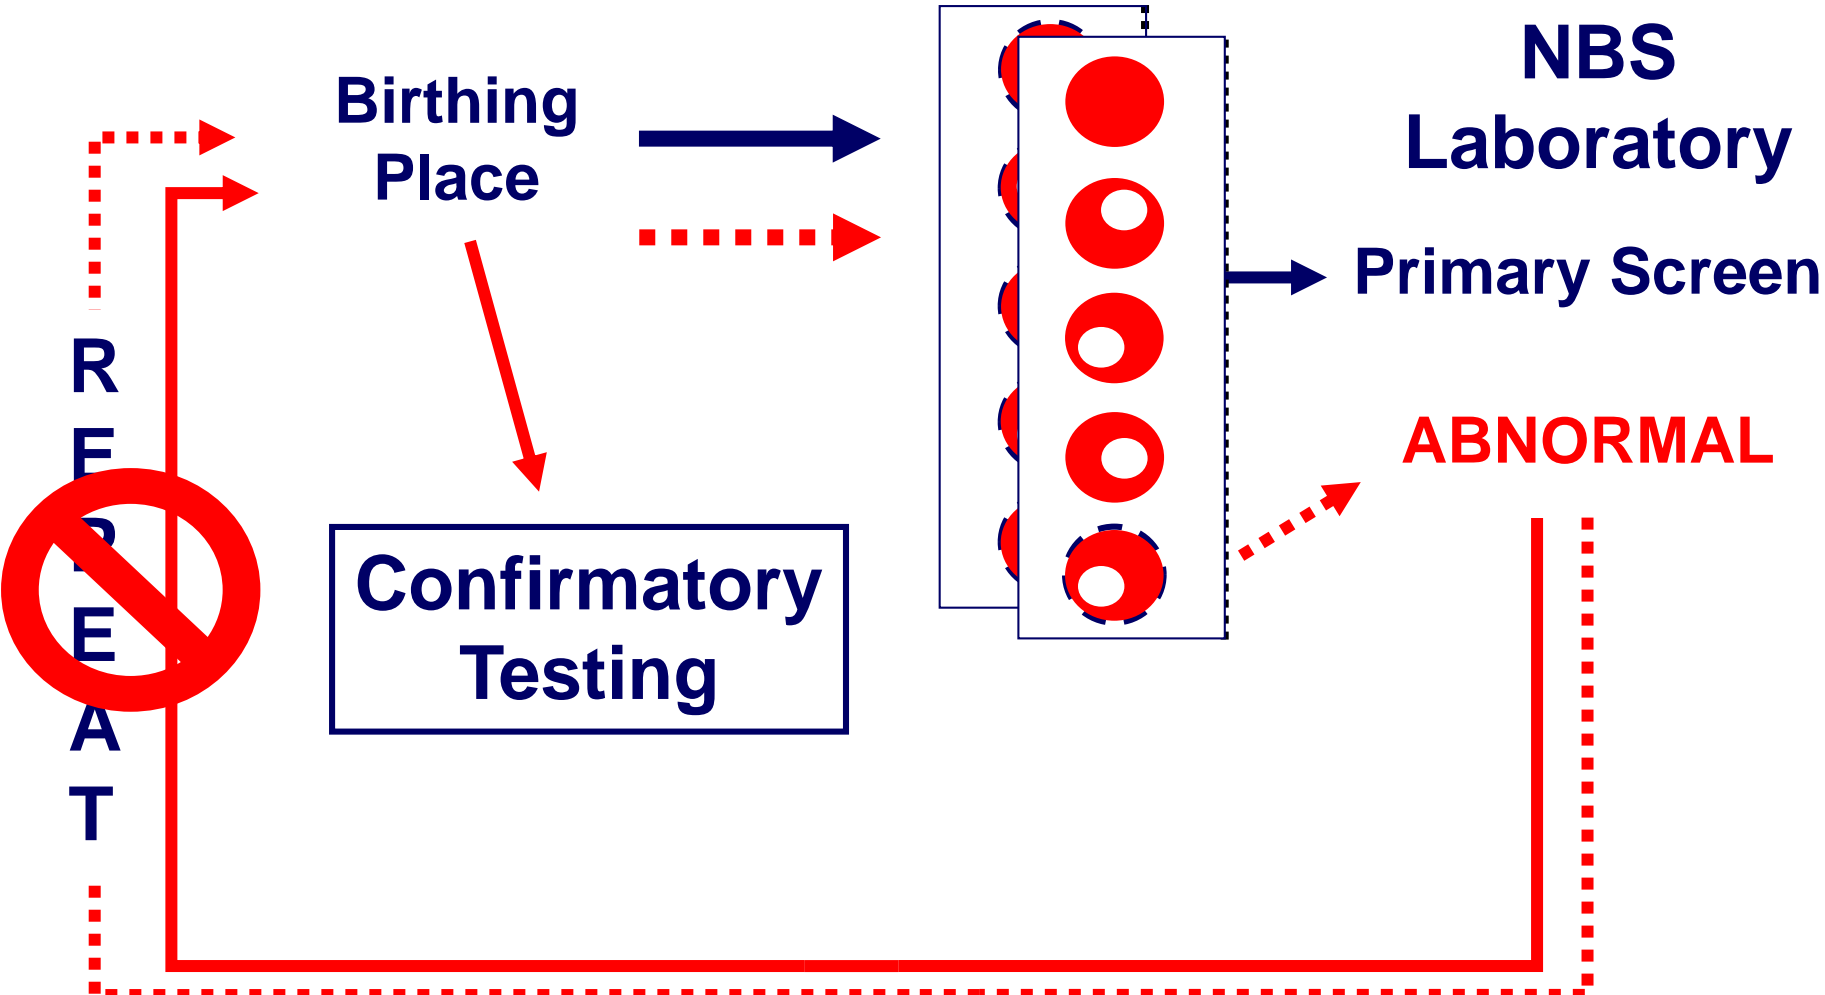 NBS
Laboratory
Birthing
Place
Primary Screen
R
E
P
E
A
T
ABNORMAL
Confirmatory
Testing